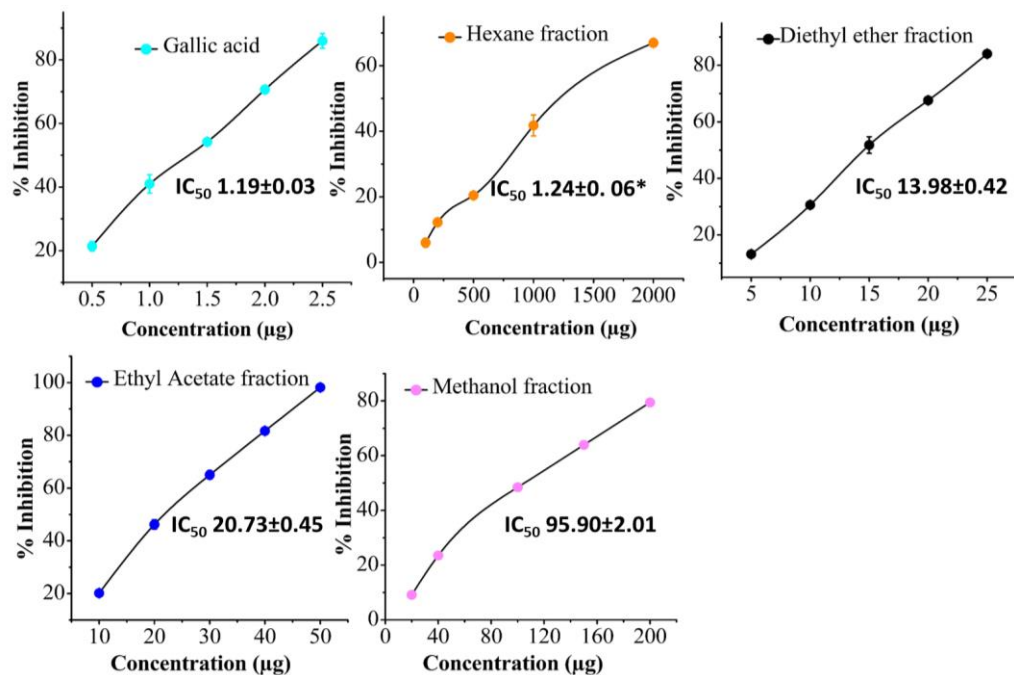 Gallic acid
80
60
40
20
% Inhibition
IC50 1.19±0.03
0.5 1.0 1.5 2.0 2.5
Concentration (µg)
Hexane fraction
60
40
20
0
% Inhibition
IC50 1.24±0. 06*
0 500 1000 1500 2000
Concentration (µg)
Diethyl ether fraction
80
60
40
20
% Inhibition
IC50 13.98±0.42
5 10 15 20 25
Concentration (µg)
Ethyl Acetate fraction
100
80
60
40
20
% Inhibition
IC50 20.73±0.45
10 20 30 40 50
Concentration (µg)
Methanol fraction
80
60
40
20
0
% Inhibition
IC50 95.90±2.01
0 40 80 120 160 200
Concentration (µg)